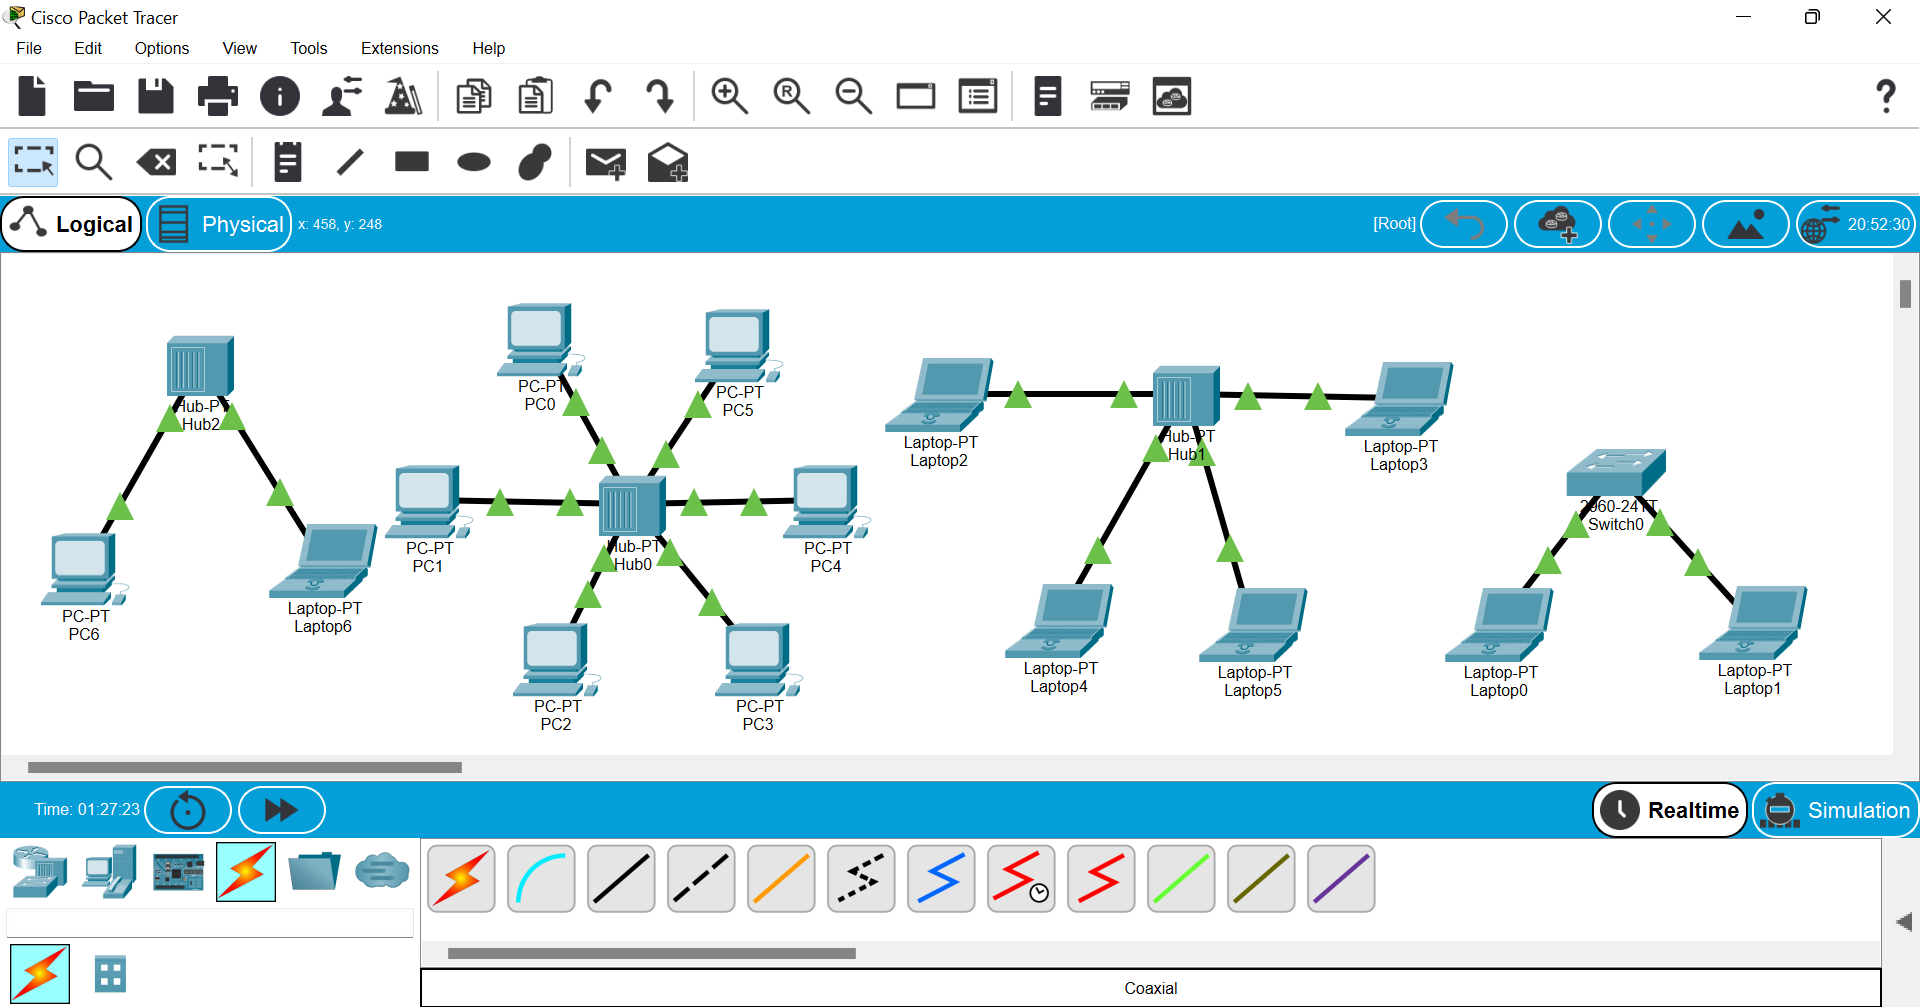 Cisco Packet Tracer
File Edit Options View Tools Extensions Help
Logical Physical x: 458, y: 248 [Root] 20:52:30
Hub-PT
Hub2
PC-PT
PC6
Laptop-PT
Laptop6
PC-PT
PC0
PC-PT
PC5
PC-PT
PC1
Hub-PT
Hub0
PC-PT
PC4
PC-PT
PC2
PC-PT
PC3
Laptop-PT
Laptop2
Hub-PT
Hub1
Laptop-PT
Laptop3
Laptop-PT
Laptop4
Laptop-PT
Laptop5
2960-24TT
Switch0
Laptop-PT
Laptop0
Laptop-PT
Laptop1
Time: 01:27:23 Realtime Simulation
Coaxial